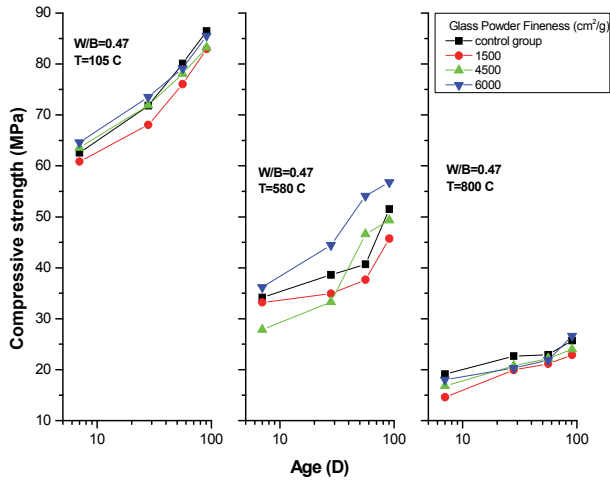 Glass Powder Fineness (cm²/g)
control group
1500
4500
6000
W/B=0.47
T=105 C
W/B=0.47
T=580 C
W/B=0.47
T=800 C
Compressive strength (MPa)
90
80
70
60
50
40
30
20
10
10 100 10 100 10 100
Age (D)